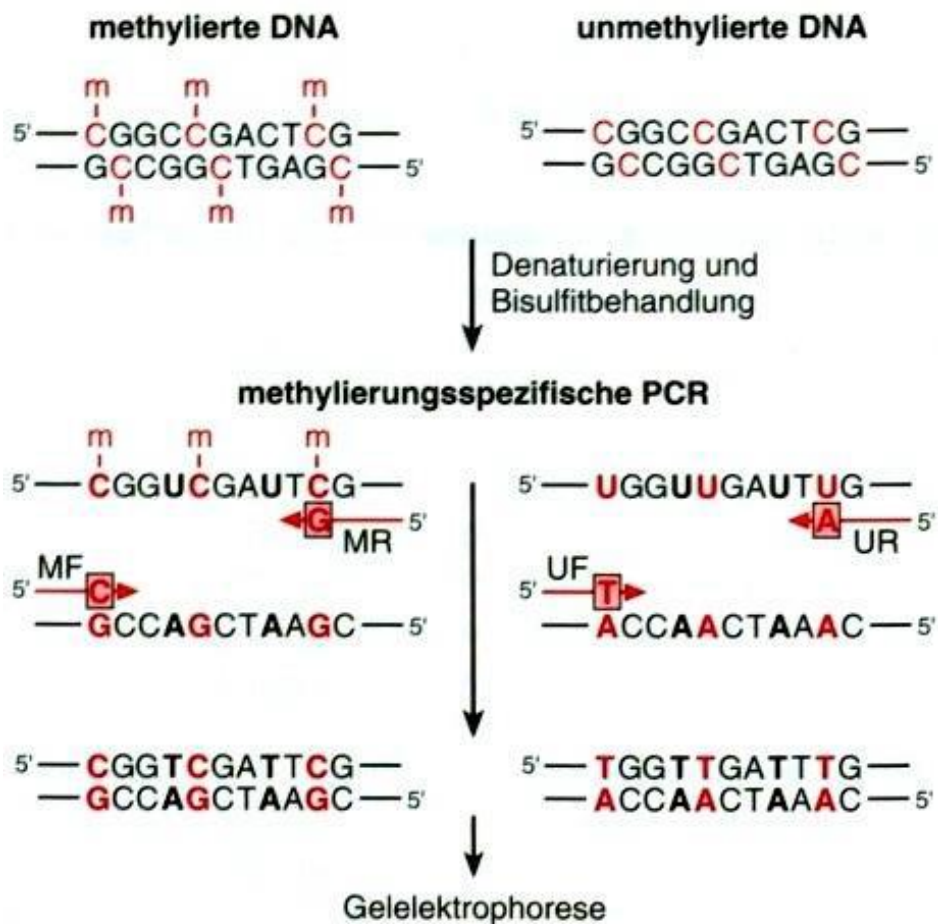 methylierte DNA
unmethylierte DNA
m m m
5' CGGCCGACTCG
GCCGGCTGAGC 5'
m m m
5' CGGCCGACTCG
GCCGGCTGAGC 5'
Denaturierung und
Bisulfitbehandlung
methylierungsspezifische PCR
m m m
5' CGGUCGAUTCG
G 5'
MR
MF
5' C
GCCAGCTAAGC 5'
5' UGGUUGAUTUG
A 5'
UR
UF
5' T
ACCAACTAAAC 5'
5' CGGTCGATTCG
GCCAGCTAAGC 5'
5' TGGTTGATTTG
ACCAACTAAAC 5'
Gelelektrophorese